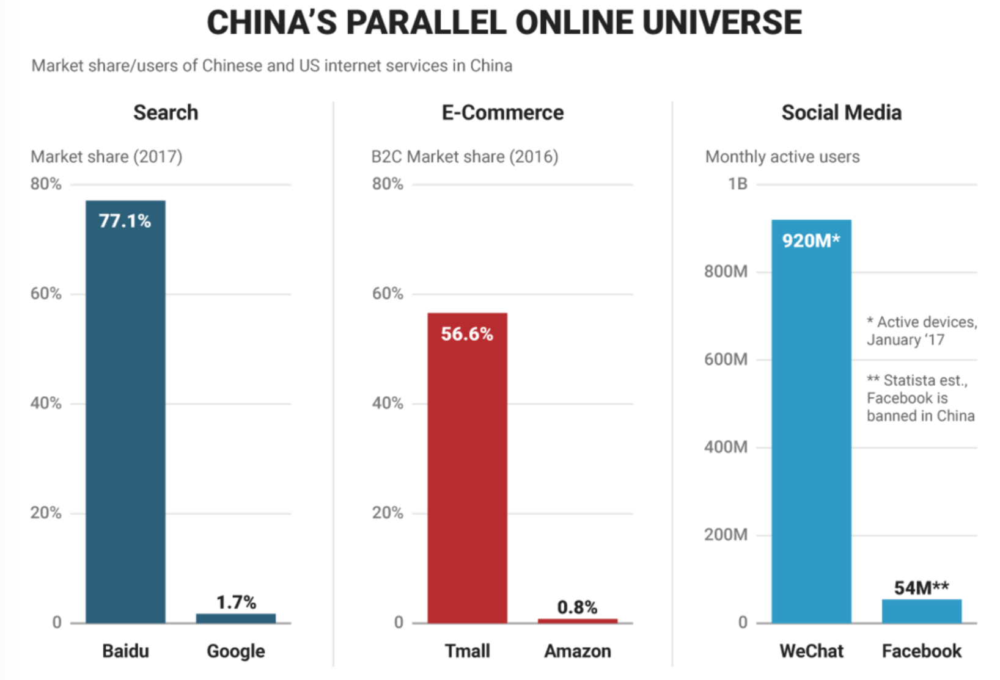 CHINA’S PARALLEL ONLINE UNIVERSE
Market share/users of Chinese and US internet services in China
Search
Market share (2017)
80%
60%
40%
20%
0
77.1%
1.7%
Baidu
Google
E-Commerce
B2C Market share (2016)
80%
60%
40%
20%
0
56.6%
0.8%
Tmall
Amazon
Social Media
Monthly active users
1B
800M
600M
400M
200M
0
920M*
* Active devices,
January ‘17
** Statista est.,
Facebook is
banned in China
54M**
WeChat
Facebook